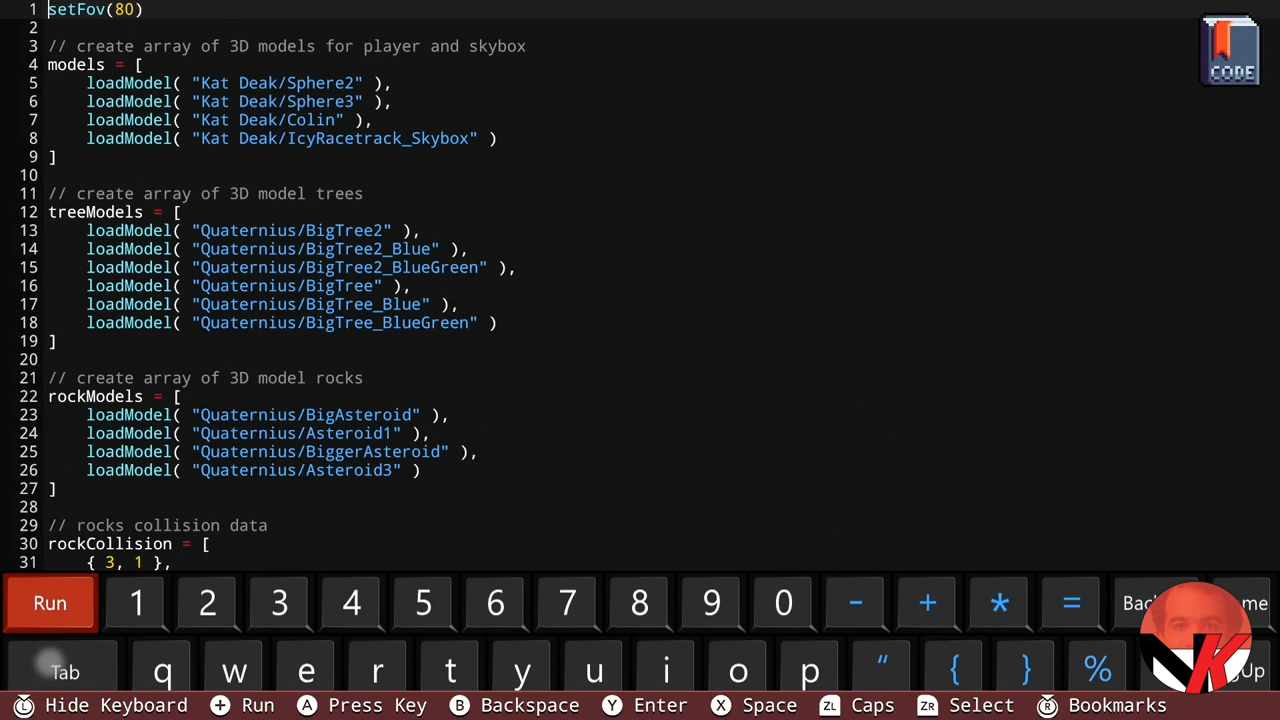 1 setFov(80)
2
3 // create array of 3D models for player and skybox
4 models = [
5 loadModel( "Kat Deak/Sphere2" ),
6 loadModel( "Kat Deak/Sphere3" ),
7 loadModel( "Kat Deak/Colin" ),
8 loadModel( "Kat Deak/IcyRacetrack_Skybox" )
9 ]
10
11 // create array of 3D model trees
12 treeModels = [
13 loadModel( "Quaternius/BigTree2" ),
14 loadModel( "Quaternius/BigTree2_Blue" ),
15 loadModel( "Quaternius/BigTree2_BlueGreen" ),
16 loadModel( "Quaternius/BigTree" ),
17 loadModel( "Quaternius/BigTree_Blue" ),
18 loadModel( "Quaternius/BigTree_BlueGreen" )
19 ]
20
21 // create array of 3D model rocks
22 rockModels = [
23 loadModel( "Quaternius/BigAsteroid" ),
24 loadModel( "Quaternius/Asteroid1" ),
25 loadModel( "Quaternius/BiggerAsteroid" ),
26 loadModel( "Quaternius/Asteroid3" )
27 ]
28
29 // rocks collision data
30 rockCollision = [
31 { 3, 1 },
CODE
Run 1 2 3 4 5 6 7 8 9 0 - + * =
Tab q w e r t y u i o p " { } %
L Hide Keyboard + Run A Press Key B Backspace Y Enter X Space ZL Caps ZR Select R Bookmarks